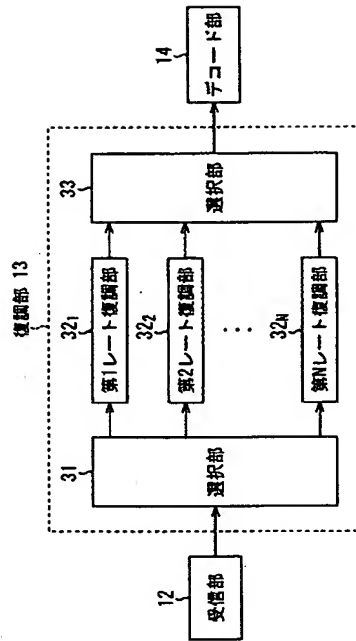 復調部 13
12
受信部
31
選択部
32₁
第1レート復調部
32₂
第2レート復調部
32N
第Nレート復調部
33
選択部
14
デコード部